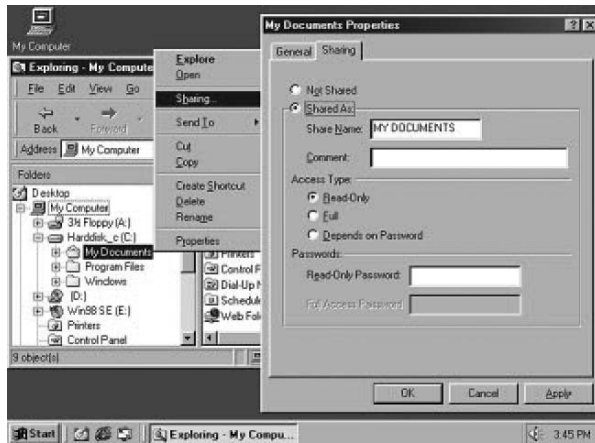 My Computer
Exploring - My Compute
File Edit View Go
Back Forward
Address My Computer
Folders
Desktop
My Computer
3½ Floppy (A:)
Harddisk_c (C:)
My Documents
Program Files
Windows
(D:)
Win98 SE (E:)
Printers
Control Panel
9 object(s)
Explore
Open
Sharing...
Send To
Cut
Copy
Create Shortcut
Delete
Rename
Properties
Printers
Control P
Dial-Up N
Schedule
Web Fol
My Documents Properties
General Sharing
Not Shared
Shared As:
Share Name: MY DOCUMENTS
Comment:
Access Type:
Read-Only
Full
Depends on Password
Passwords:
Read-Only Password:
Full Access Password:
OK Cancel Apply
Start Exploring - My Compu... 3:45 PM